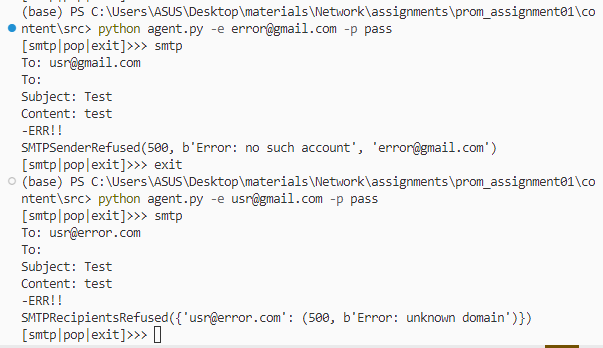 (base) PS C:\Users\ASUS\Desktop\materials\Network\assignments\prom_assignment01\co
ntent\src> python agent.py -e error@gmail.com -p pass
[smtp|pop|exit]>>> smtp
To: usr@gmail.com
To:
Subject: Test
Content: test
-ERR!!
SMTPSenderRefused(500, b'Error: no such account', 'error@gmail.com')
[smtp|pop|exit]>>> exit
(base) PS C:\Users\ASUS\Desktop\materials\Network\assignments\prom_assignment01\co
ntent\src> python agent.py -e usr@gmail.com -p pass
[smtp|pop|exit]>>> smtp
To: usr@error.com
To:
Subject: Test
Content: test
-ERR!!
SMTPRecipientsRefused({'usr@error.com': (500, b'Error: unknown domain')})
[smtp|pop|exit]>>>